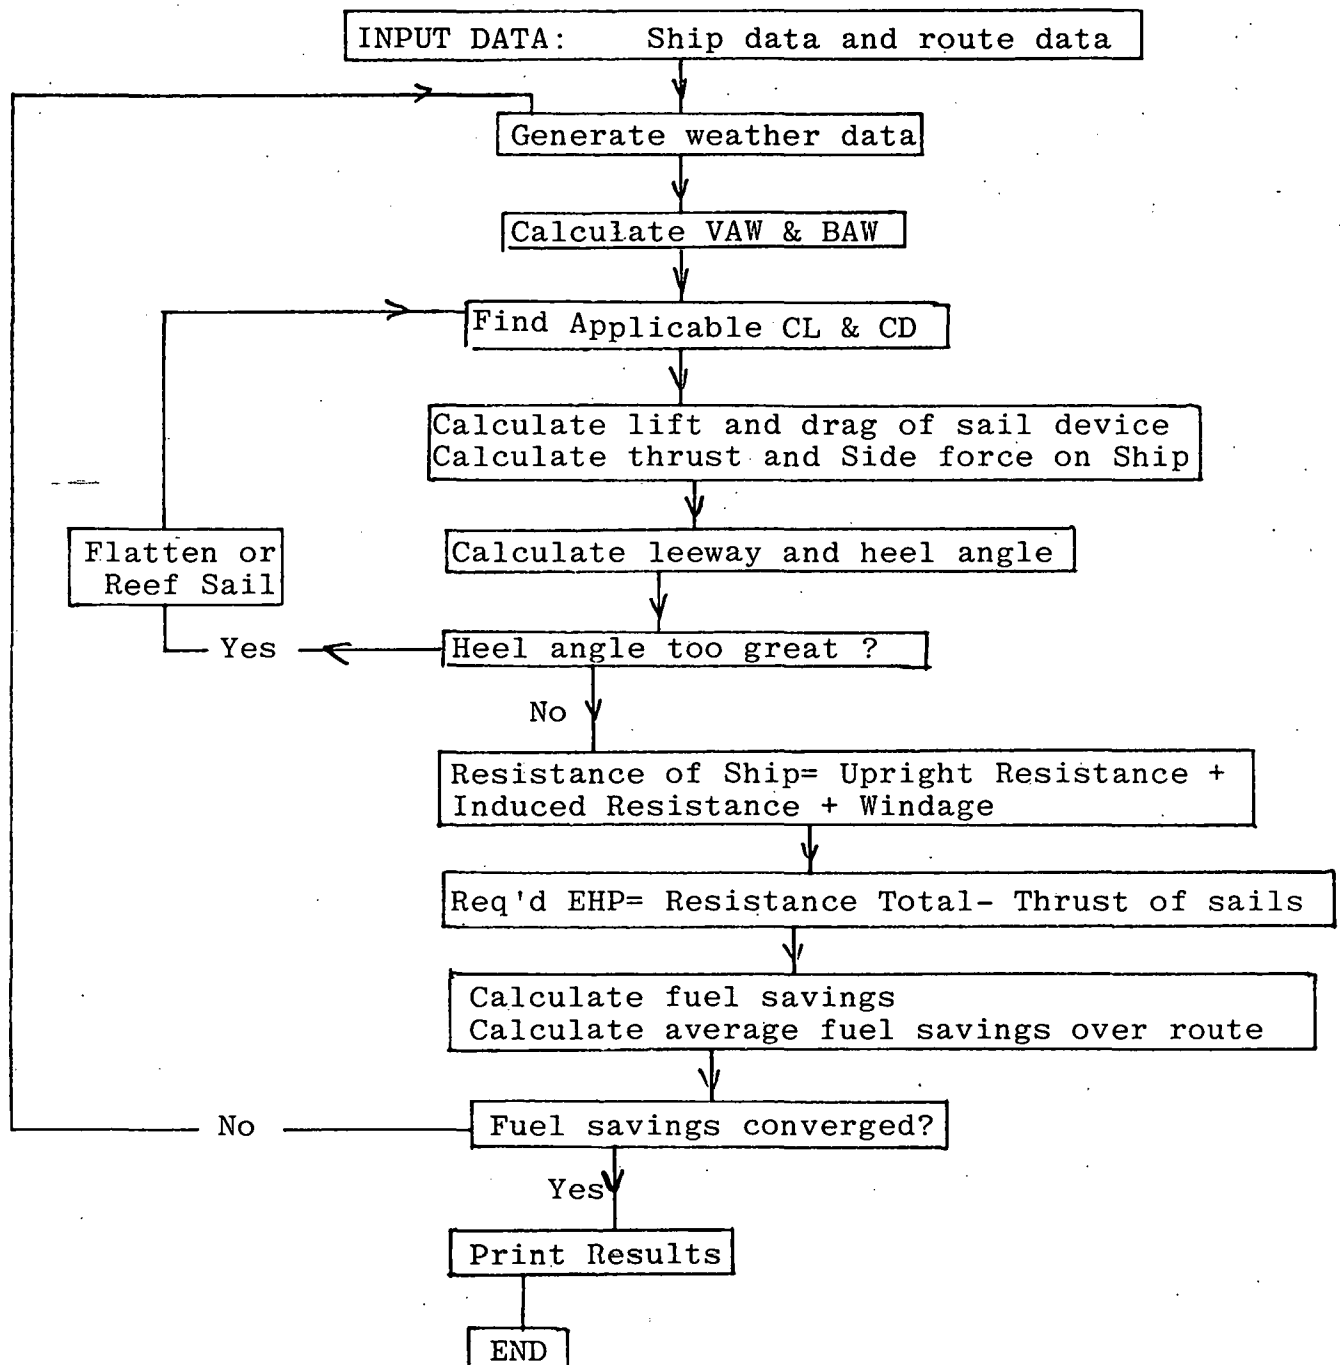 INPUT DATA: Ship data and route data
Generate weather data
Calculate VAW & BAW
Find Applicable CL & CD
Calculate lift and drag of sail device
Calculate thrust and Side force on Ship
Calculate leeway and heel angle
Flatten or
Reef Sail
Yes
Heel angle too great ?
No
Resistance of Ship= Upright Resistance +
Induced Resistance + Windage
Req'd EHP= Resistance Total- Thrust of sails
Calculate fuel savings
Calculate average fuel savings over route
No
Fuel savings converged?
Yes
Print Results
END